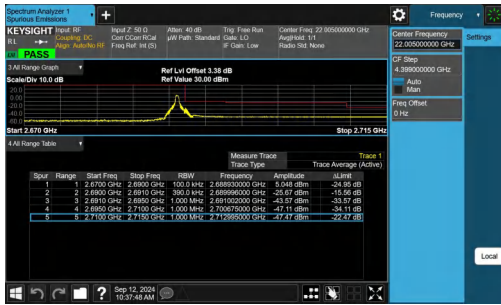 Spectrum Analyzer 1
Spurious Emissions
+
Frequency
KEYSIGHT Input: RF Input Z: 50 Ω Atten: 40 dB Trig: Free Run Center Freq: 22.005000000 GHz
RL Coupling: DC Corr CCorr RCal µW Path: Standard Gate: LO Avg|Hold: 1/1
Align: Auto/No RF Freq Ref: Int (S) IF Gain: Low Radio Std: None
PASS
Center Frequency
22.005000000 GHz
Settings
CF Step
4.399000000 GHz
Auto
Man
Freq Offset
0 Hz
3 All Range Graph
Ref Lvl Offset 3.38 dB
Scale/Div 10.0 dB Ref Value 30.00 dBm
20.0
0.00
-20.0
-40.0
-60.0
Start 2.670 GHz Stop 2.715 GHz
4 All Range Table
Measure Trace Trace 1
Trace Type Trace Average (Active)
Spur Range Start Freq Stop Freq RBW Frequency Amplitude ΔLimit
1 1 2.6700 GHz 2.6900 GHz 100.0 kHz 2.688930000 GHz 5.048 dBm -24.95 dB
2 2 2.6900 GHz 2.6910 GHz 390.0 kHz 2.689996000 GHz -25.67 dBm -15.56 dB
3 3 2.6910 GHz 2.6950 GHz 1.000 MHz 2.691002000 GHz -43.57 dBm -33.57 dB
4 4 2.6950 GHz 2.7100 GHz 1.000 MHz 2.700675000 GHz -47.11 dBm -34.11 dB
5 5 2.7100 GHz 2.7150 GHz 1.000 MHz 2.712995000 GHz -47.47 dBm -22.47 dB
Local
? Sep 12, 2024
10:37:48 AM